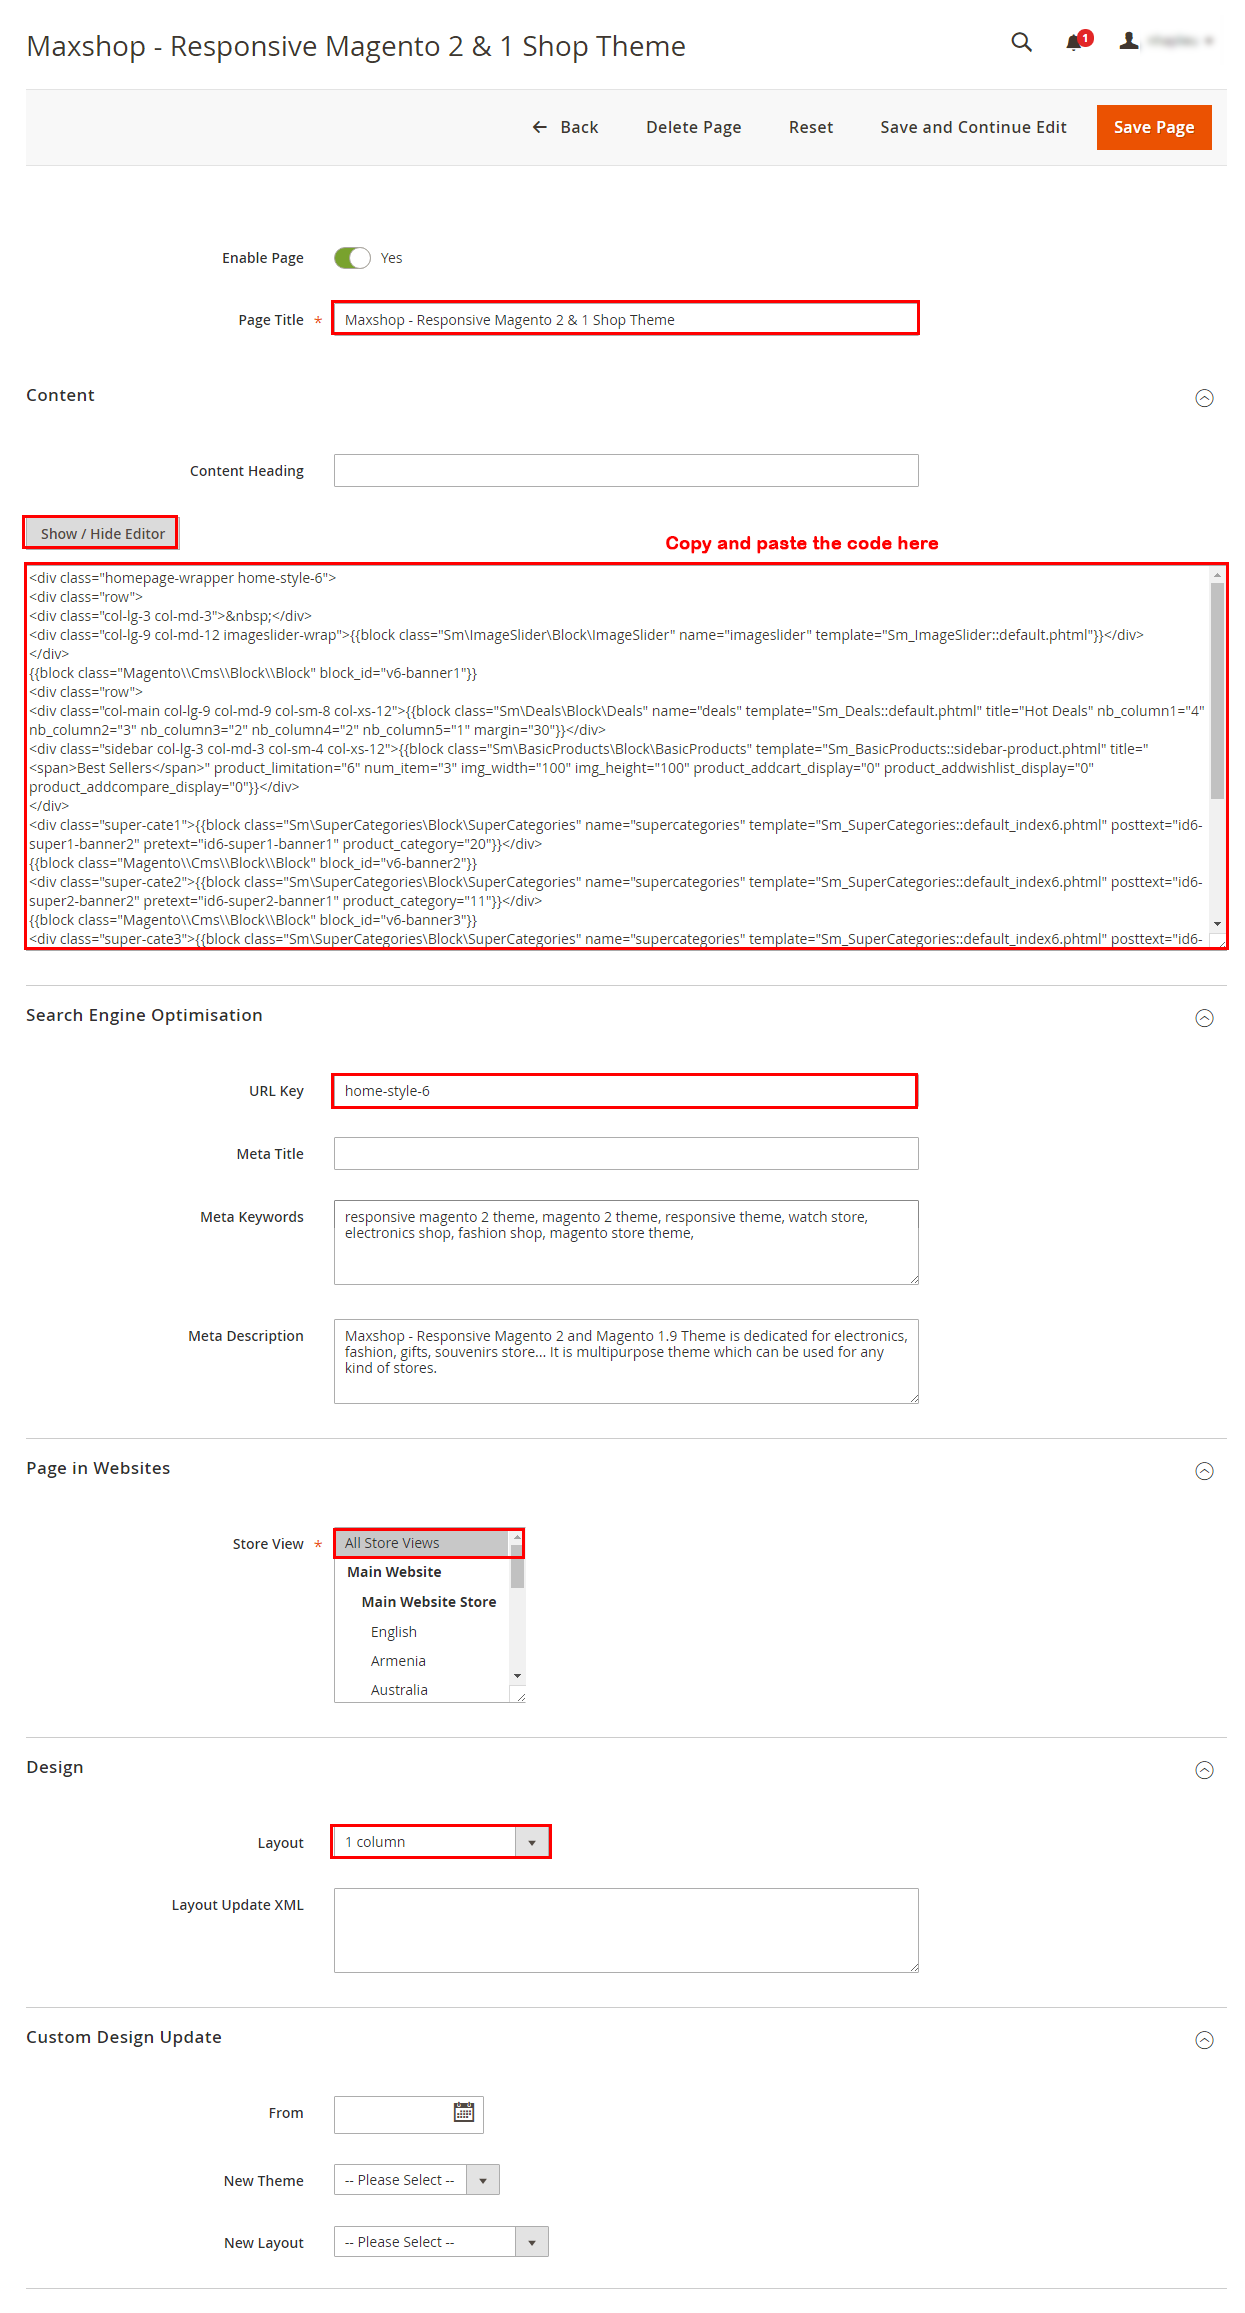 Maxshop - Responsive Magento 2 & 1 Shop Theme
1
Back Delete Page Reset Save and Continue Edit Save Page
Enable Page Yes
Page Title * Maxshop - Responsive Magento 2 & 1 Shop Theme
Content
Content Heading
Show / Hide Editor
Copy and paste the code here
<div class="homepage-wrapper home-style-6">
<div class="row">
<div class="col-lg-3 col-md-3">&nbsp;</div>
<div class="col-lg-9 col-md-12 imageslider-wrap">{{block class="Sm\ImageSlider\Block\ImageSlider" name="imageslider" template="Sm_ImageSlider::default.phtml"}}</div>
</div>
{{block class="Magento\\Cms\\Block\\Block" block_id="v6-banner1"}}
<div class="row">
<div class="col-main col-lg-9 col-md-9 col-sm-8 col-xs-12">{{block class="Sm\Deals\Block\Deals" name="deals" template="Sm_Deals::default.phtml" title="Hot Deals" nb_column1="4"
nb_column2="3" nb_column3="2" nb_column4="2" nb_column5="1" margin="30"}}</div>
<div class="sidebar col-lg-3 col-md-3 col-sm-4 col-xs-12">{{block class="Sm\BasicProducts\Block\BasicProducts" template="Sm_BasicProducts::sidebar-product.phtml" title="
<span>Best Sellers</span>" product_limitation="6" num_item="3" img_width="100" img_height="100" product_addcart_display="0" product_addwishlist_display="0"
product_addcompare_display="0"}}</div>
</div>
<div class="super-cate1">{{block class="Sm\SuperCategories\Block\SuperCategories" name="supercategories" template="Sm_SuperCategories::default_index6.phtml" posttext="id6-
super1-banner2" pretext="id6-super1-banner1" product_category="20"}}</div>
{{block class="Magento\\Cms\\Block\\Block" block_id="v6-banner2"}}
<div class="super-cate2">{{block class="Sm\SuperCategories\Block\SuperCategories" name="supercategories" template="Sm_SuperCategories::default_index6.phtml" posttext="id6-
super2-banner2" pretext="id6-super2-banner1" product_category="11"}}</div>
{{block class="Magento\\Cms\\Block\\Block" block_id="v6-banner3"}}
<div class="super-cate3">{{block class="Sm\SuperCategories\Block\SuperCategories" name="supercategories" template="Sm_SuperCategories::default_index6.phtml" posttext="id6-
Search Engine Optimisation
URL Key home-style-6
Meta Title
Meta Keywords responsive magento 2 theme, magento 2 theme, responsive theme, watch store,
electronics shop, fashion shop, magento store theme,
Meta Description Maxshop - Responsive Magento 2 and Magento 1.9 Theme is dedicated for electronics,
fashion, gifts, souvenirs store... It is multipurpose theme which can be used for any
kind of stores.
Page in Websites
Store View * All Store Views
Main Website
Main Website Store
English
Armenia
Australia
Design
Layout 1 column
Layout Update XML
Custom Design Update
From
New Theme -- Please Select --
New Layout -- Please Select --